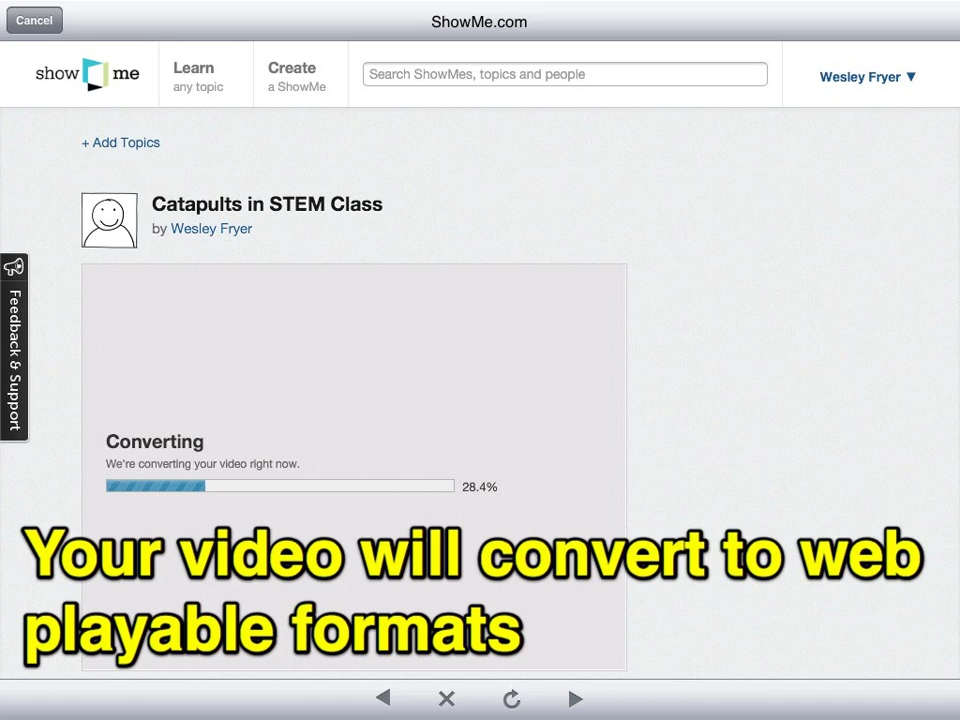 Cancel
ShowMe.com
show me
Learn
any topic
Create
a ShowMe
Search ShowMes, topics and people
Wesley Fryer ▼
+ Add Topics
Catapults in STEM Class
by Wesley Fryer
Feedback & Support
Converting
We're converting your video right now.
28.4%
Your video will convert to web
playable formats